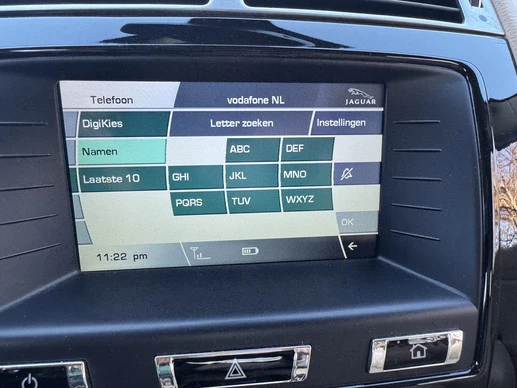 Telefoon vodafone NL JAGUAR
DigiKies Letter zoeken Instellingen
Namen ABC DEF
Laatste 10 GHI JKL MNO
PQRS TUV WXYZ
OK
11:22 pm